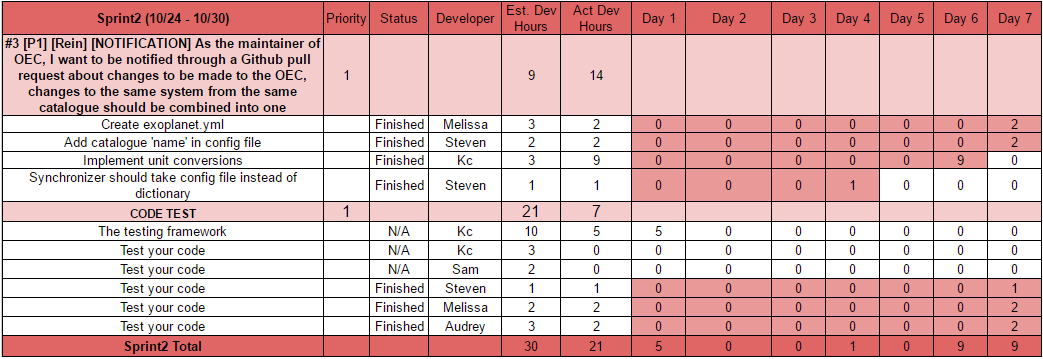 Sprint2 (10/24 - 10/30) Priority Status Developer Est. Dev Hours Act Dev Hours Day 1 Day 2 Day 3 Day 4 Day 5 Day 6 Day 7
#3 [P1] [Rein] [NOTIFICATION] As the maintainer of
OEC, I want to be notified through a Github pull
request about changes to be made to the OEC,
changes to the same system from the same
catalogue should be combined into one
1 9 14
Create exoplanet.yml Finished Melissa 3 2 0 0 0 0 0 0 2
Add catalogue 'name' in config file Finished Steven 2 2 0 0 0 0 0 0 2
Implement unit conversions Finished Kc 3 9 0 0 0 0 0 9 0
Synchronizer should take config file instead of
dictionary
Finished Steven 1 1 0 0 0 1 0 0 0
CODE TEST 1 21 7
The testing framework N/A Kc 10 5 5 0 0 0 0 0 0
Test your code N/A Kc 3 0 0 0 0 0 0 0 0
Test your code N/A Sam 2 0 0 0 0 0 0 0 0
Test your code Finished Steven 1 1 0 0 0 0 0 0 1
Test your code Finished Melissa 2 2 0 0 0 0 0 0 2
Test your code Finished Audrey 3 2 0 0 0 0 0 0 2
Sprint2 Total 30 21 5 0 0 1 0 9 9